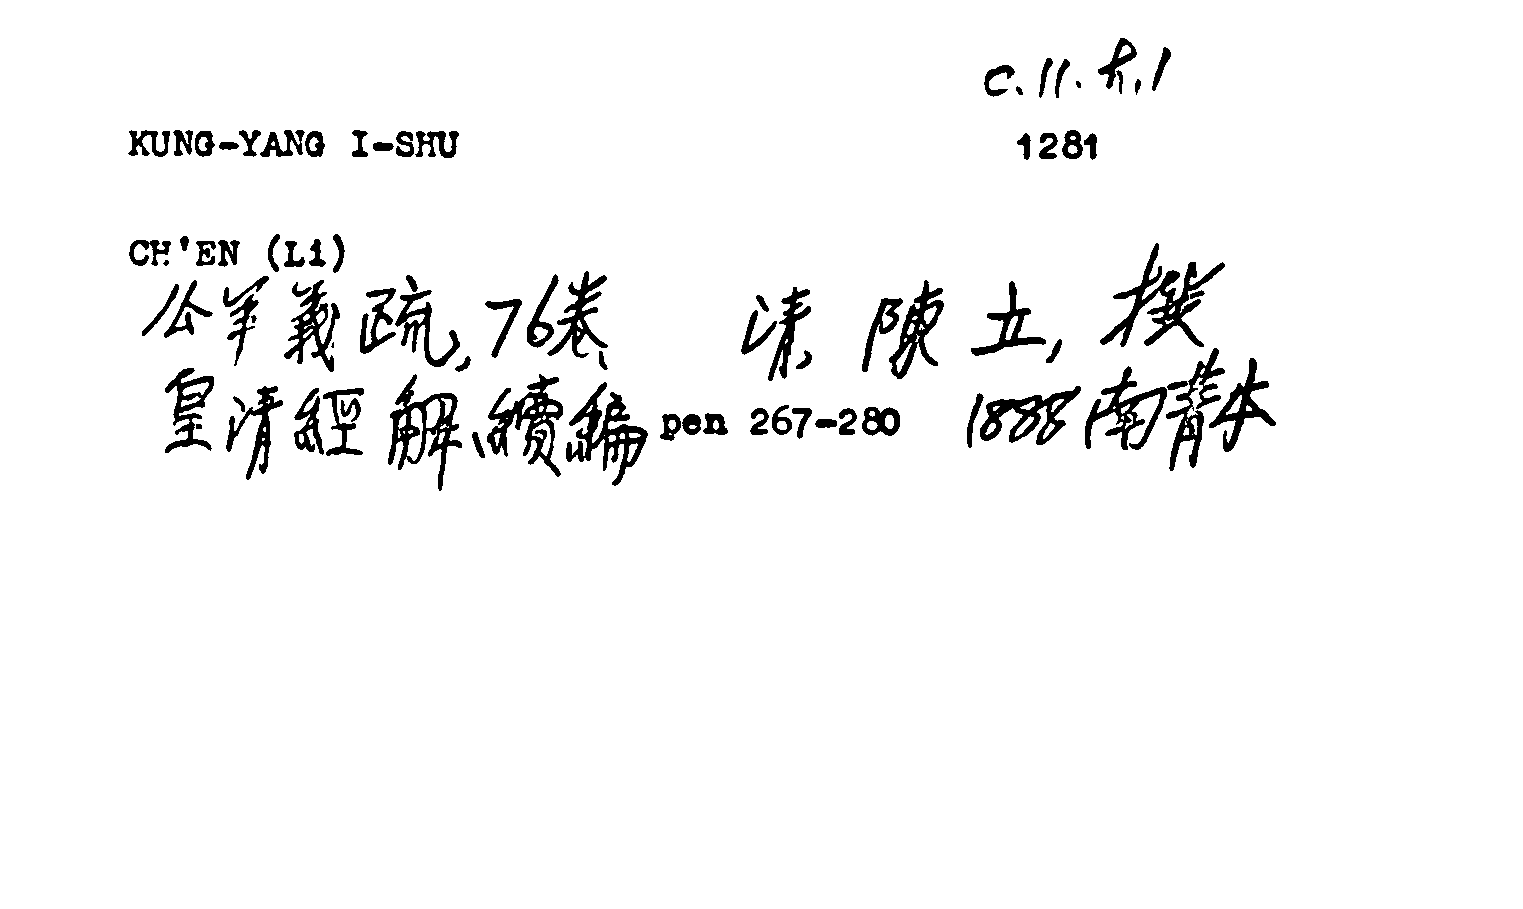 C.11.h.1
KUNG-YANG I-SHU 1281
CH'EN (Li)
公羊義疏, 76卷 清 陳立, 撰
皇清經解續編 pen 267-280 1888南菁本